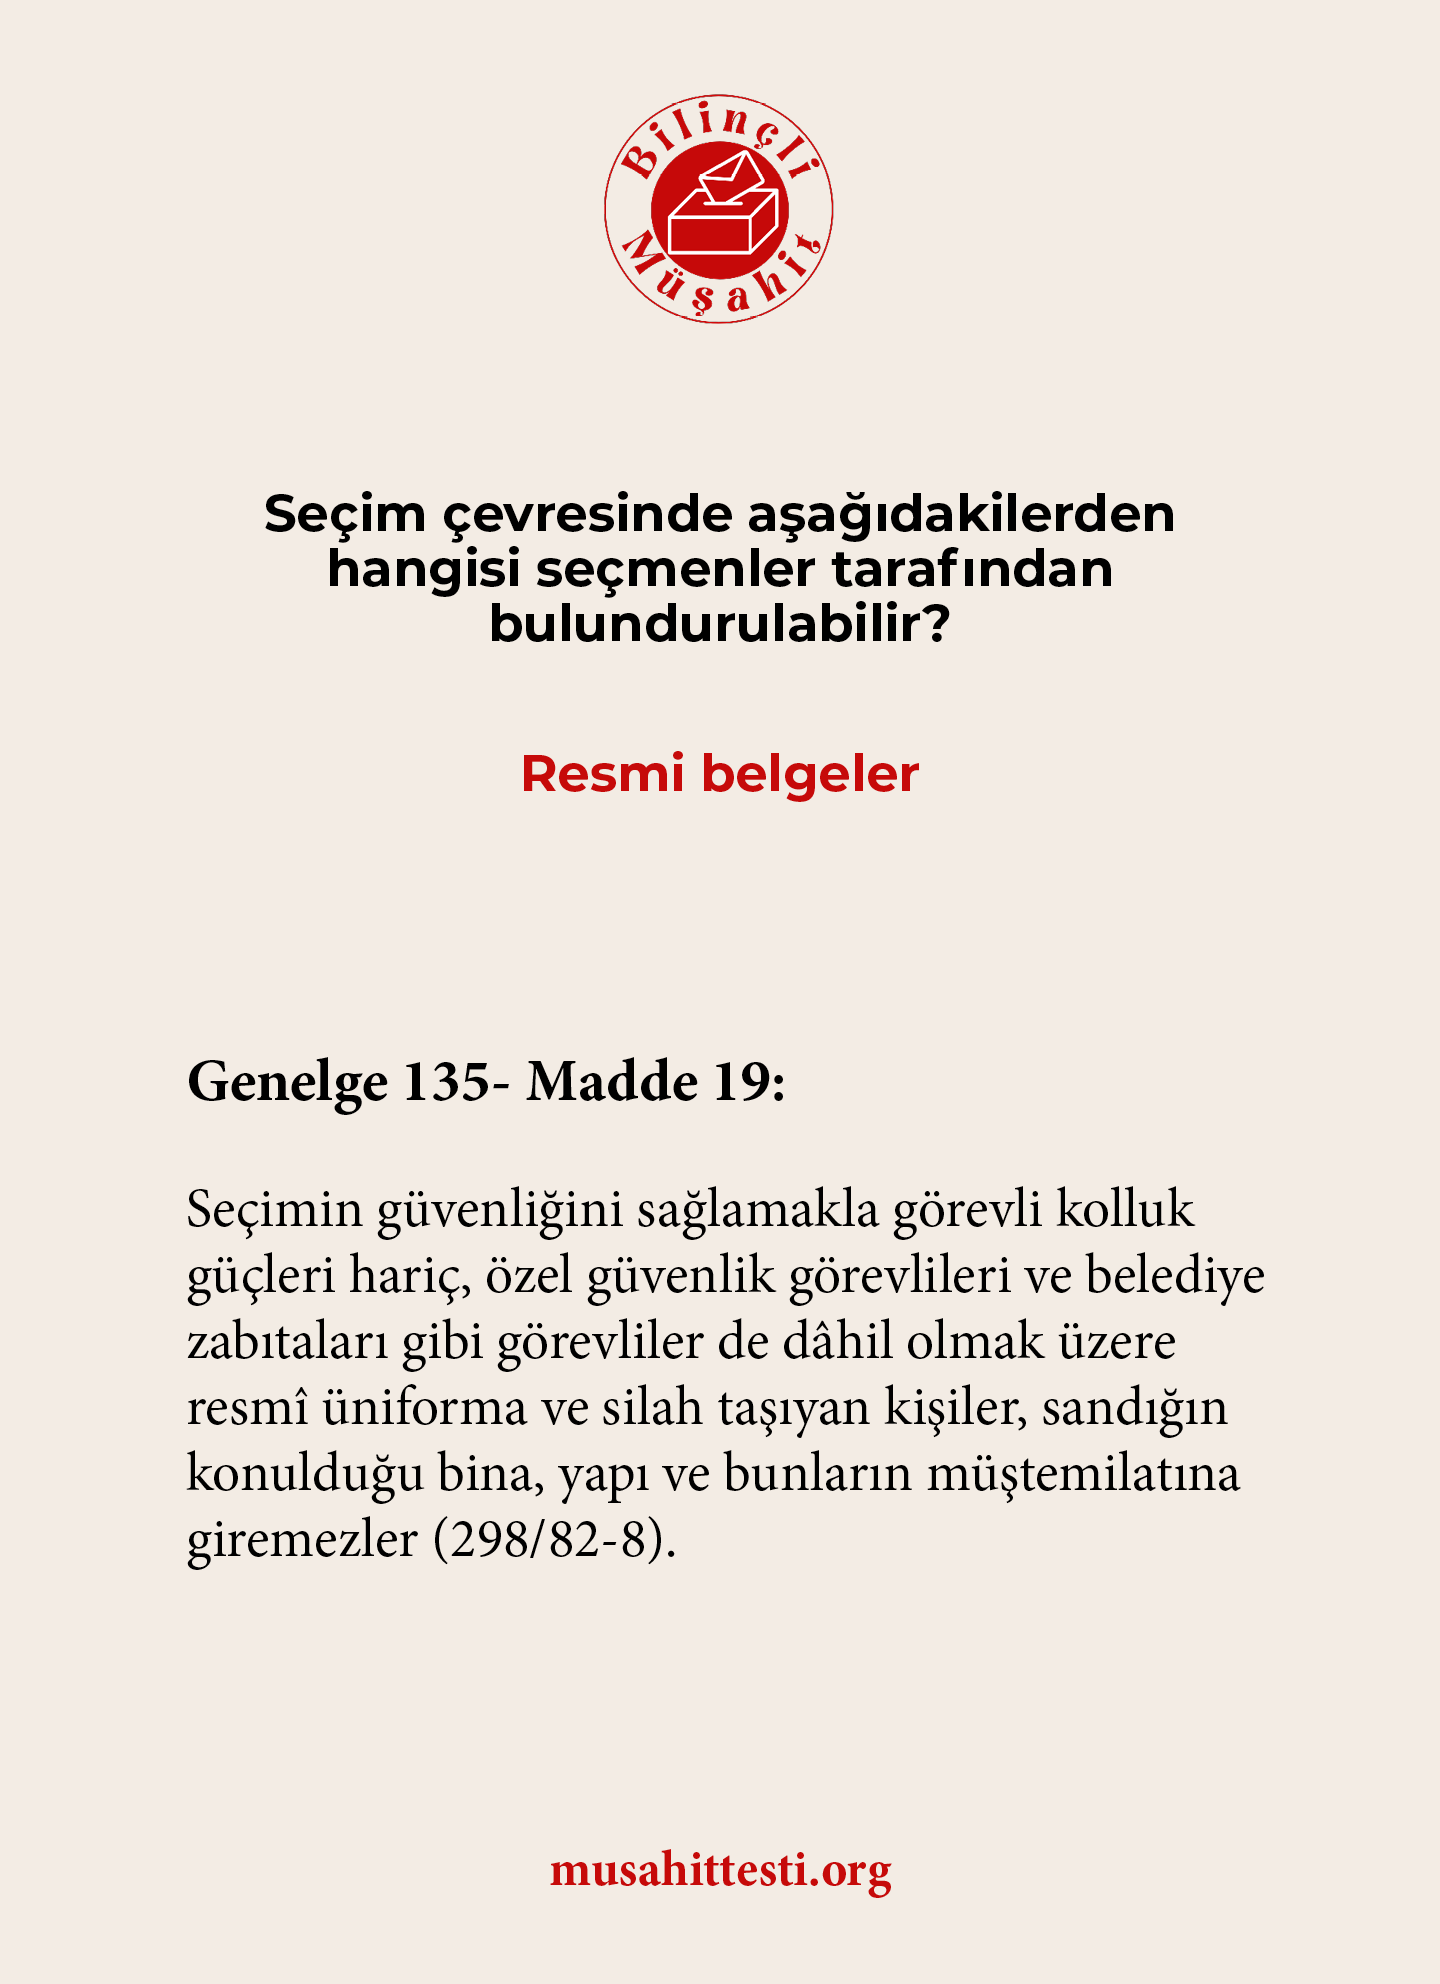 Bilinçli
Müşahit
Seçim çevresinde aşağıdakilerden
hangisi seçmenler tarafından
bulundurulabilir?
Resmi belgeler
Genelge 135- Madde 19:
Seçimin güvenliğini sağlamakla görevli kolluk
güçleri hariç, özel güvenlik görevlileri ve belediye
zabıtaları gibi görevliler de dâhil olmak üzere
resmî üniforma ve silah taşıyan kişiler, sandığın
konulduğu bina, yapı ve bunların müştemilatına
giremezler (298/82-8).
musahittesti.org